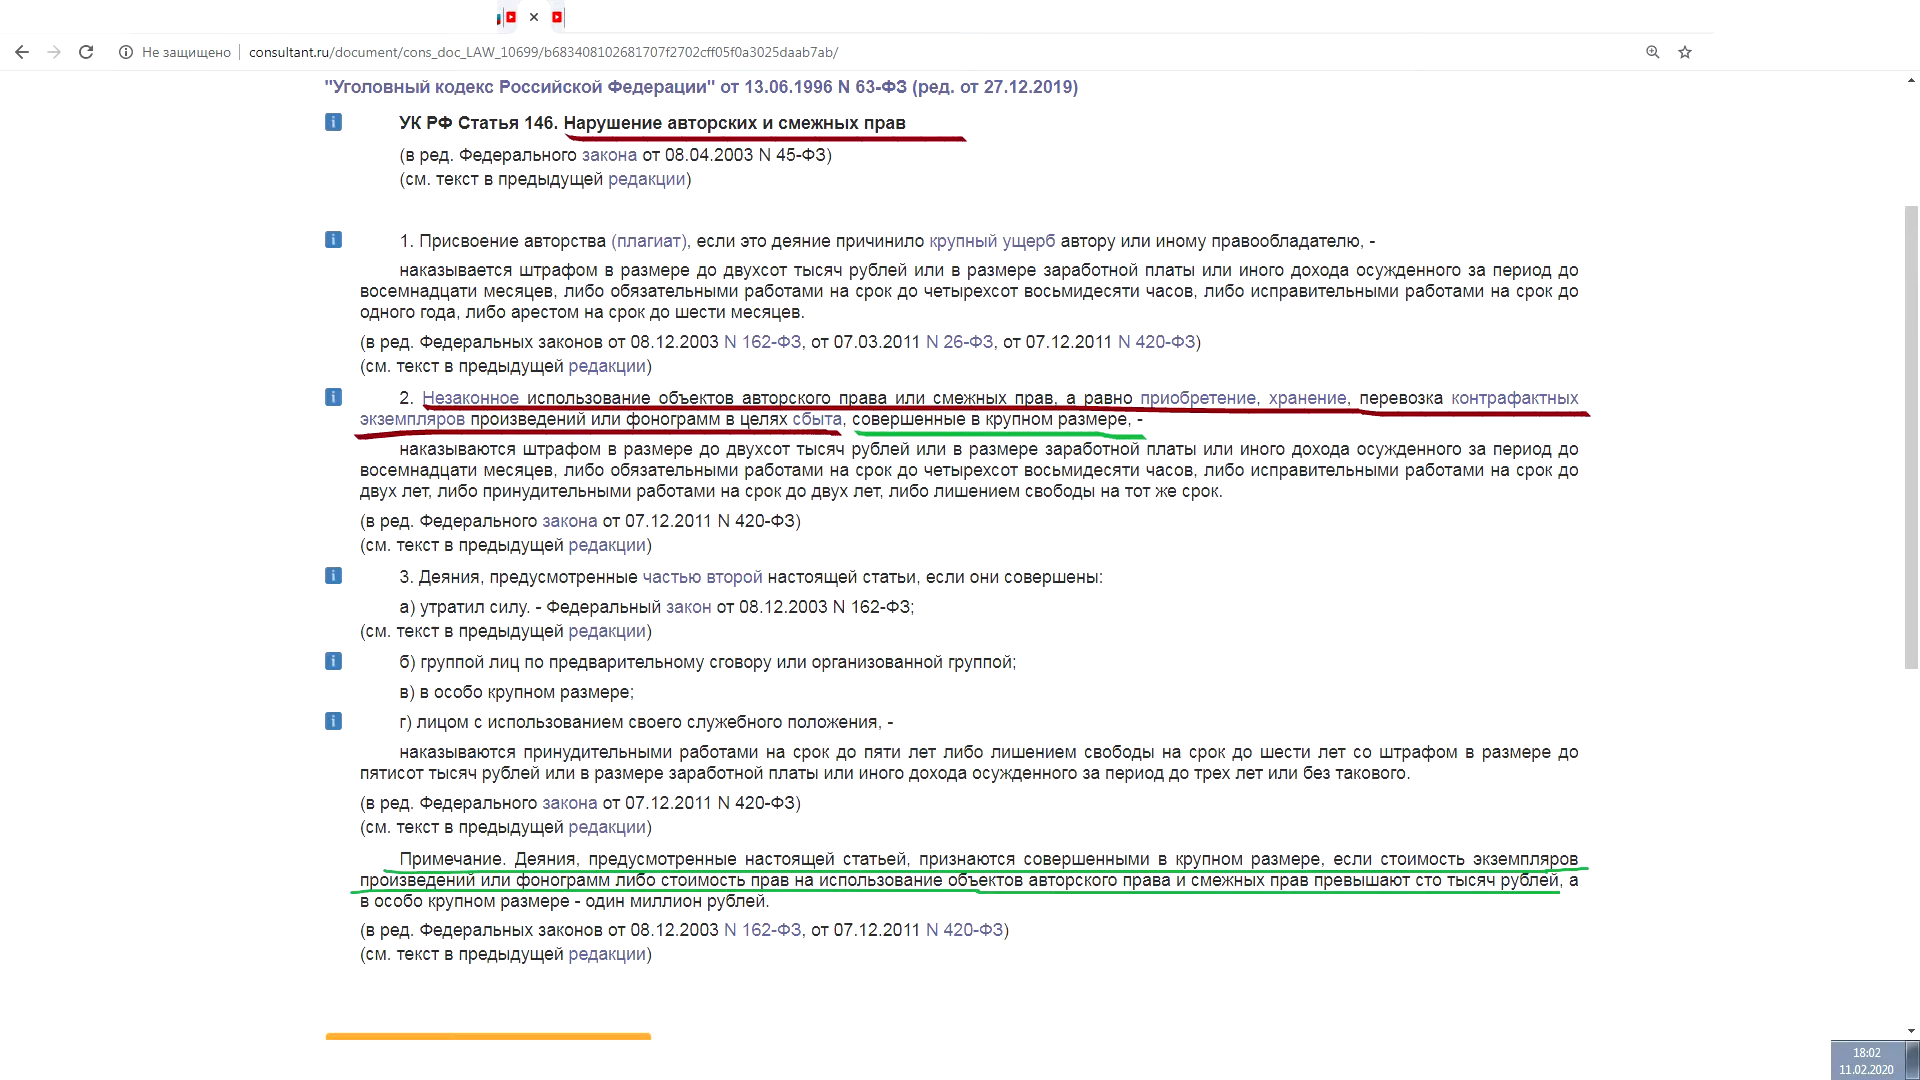 Не защищено
consultant.ru/document/cons_doc_LAW_10699/b683408102681707f2702cff05f0a3025daab7ab/
"Уголовный кодекс Российской Федерации" от 13.06.1996 N 63-ФЗ (ред. от 27.12.2019)
УК РФ Статья 146. Нарушение авторских и смежных прав
(в ред. Федерального закона от 08.04.2003 N 45-ФЗ)
(см. текст в предыдущей редакции)
1. Присвоение авторства (плагиат), если это деяние причинило крупный ущерб автору или иному правообладателю, -
наказывается штрафом в размере до двухсот тысяч рублей или в размере заработной платы или иного дохода осужденного за период до
восемнадцати месяцев, либо обязательными работами на срок до четырехсот восьмидесяти часов, либо исправительными работами на срок до
одного года, либо арестом на срок до шести месяцев.
(в ред. Федеральных законов от 08.12.2003 N 162-ФЗ, от 07.03.2011 N 26-ФЗ, от 07.12.2011 N 420-ФЗ)
(см. текст в предыдущей редакции)
2. Незаконное использование объектов авторского права или смежных прав, а равно приобретение, хранение, перевозка контрафактных
экземпляров произведений или фонограмм в целях сбыта, совершенные в крупном размере, -
наказываются штрафом в размере до двухсот тысяч рублей или в размере заработной платы или иного дохода осужденного за период до
восемнадцати месяцев, либо обязательными работами на срок до четырехсот восьмидесяти часов, либо исправительными работами на срок до
двух лет, либо принудительными работами на срок до двух лет, либо лишением свободы на тот же срок.
(в ред. Федерального закона от 07.12.2011 N 420-ФЗ)
(см. текст в предыдущей редакции)
3. Деяния, предусмотренные частью второй настоящей статьи, если они совершены:
а) утратил силу. - Федеральный закон от 08.12.2003 N 162-ФЗ;
(см. текст в предыдущей редакции)
б) группой лиц по предварительному сговору или организованной группой;
в) в особо крупном размере;
г) лицом с использованием своего служебного положения, -
наказываются принудительными работами на срок до пяти лет либо лишением свободы на срок до шести лет со штрафом в размере до
пятисот тысяч рублей или в размере заработной платы или иного дохода осужденного за период до трех лет или без такового.
(в ред. Федерального закона от 07.12.2011 N 420-ФЗ)
(см. текст в предыдущей редакции)
Примечание. Деяния, предусмотренные настоящей статьей, признаются совершенными в крупном размере, если стоимость экземпляров
произведений или фонограмм либо стоимость прав на использование объектов авторского права и смежных прав превышают сто тысяч рублей, а
в особо крупном размере - один миллион рублей.
(в ред. Федеральных законов от 08.12.2003 N 162-ФЗ, от 07.12.2011 N 420-ФЗ)
(см. текст в предыдущей редакции)
18:02
11.02.2020